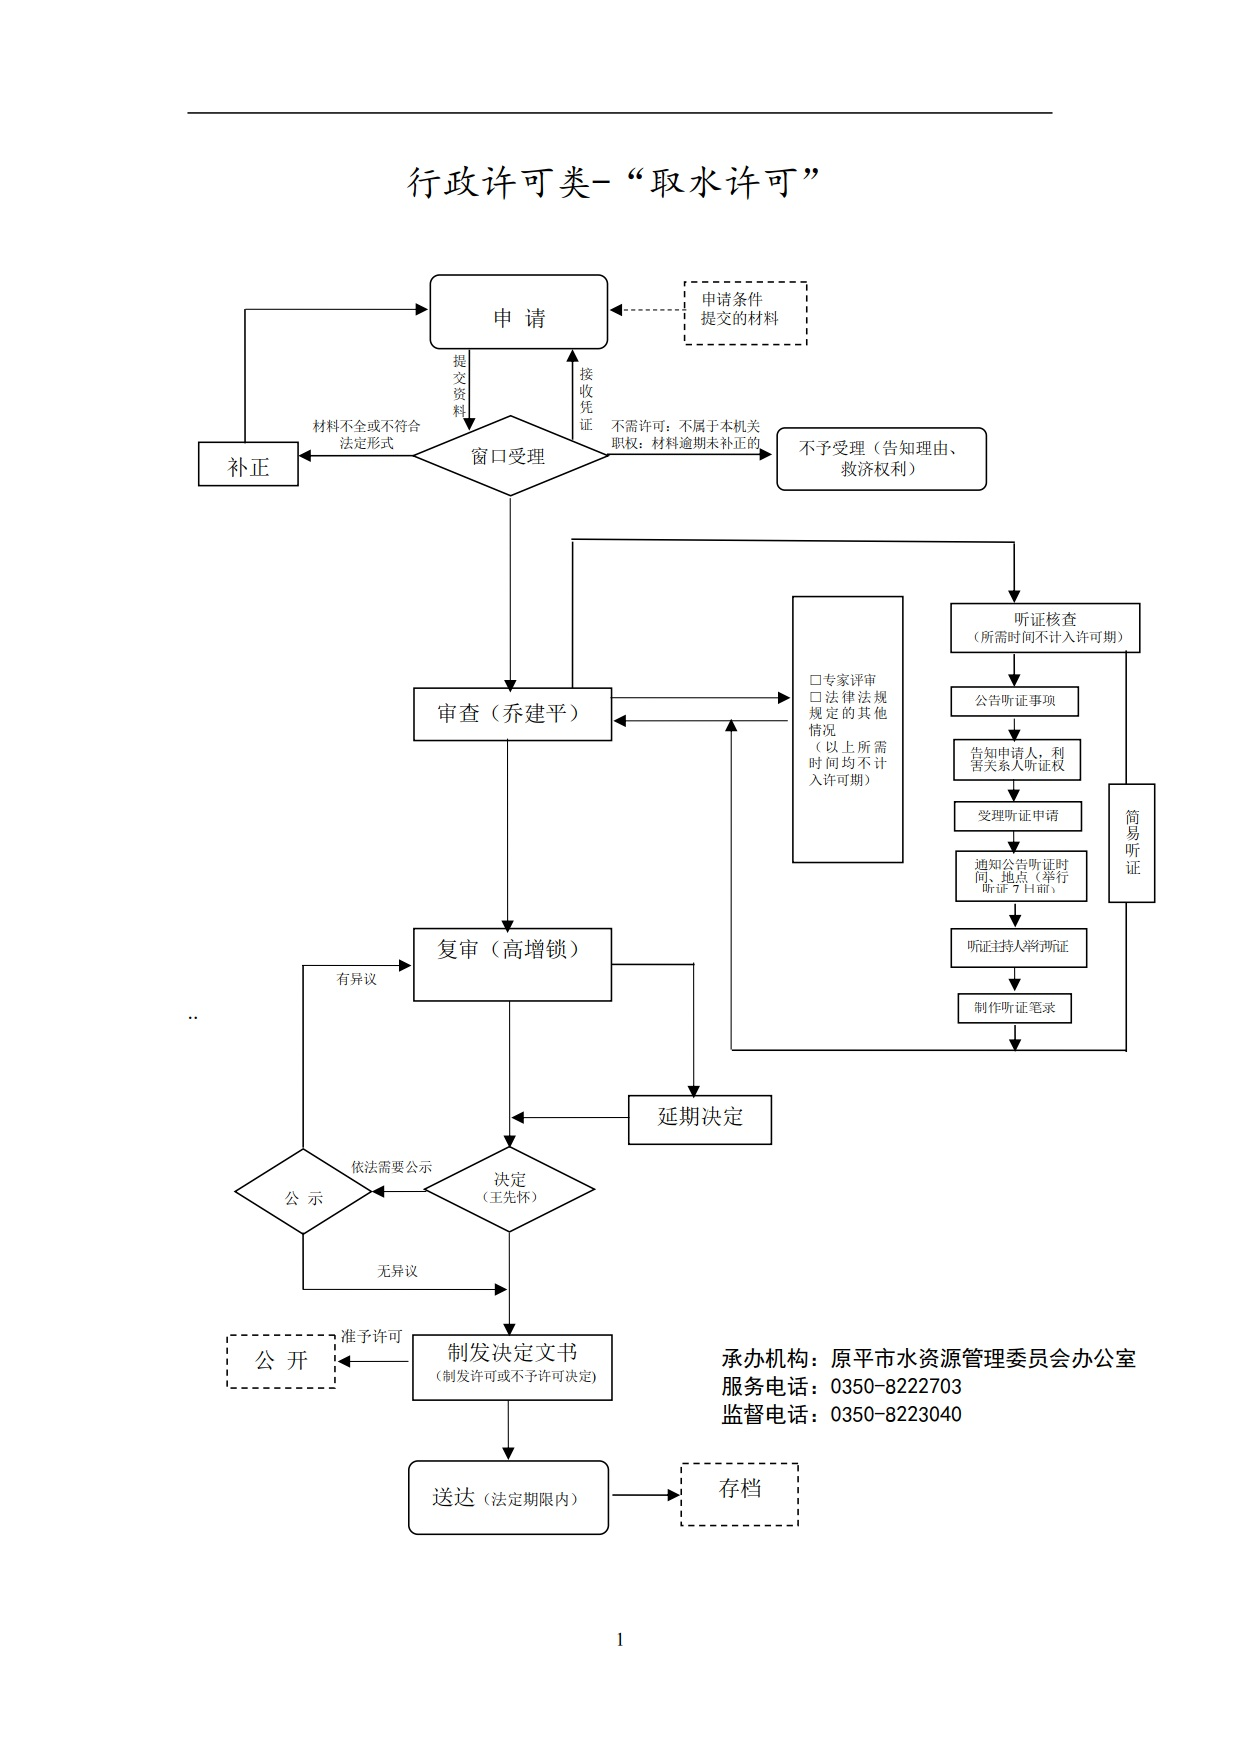 行政许可类-“取水许可”
申 请
申请条件
提交的材料
提交资料
接收凭证
材料不全或不符合
法定形式
补正
窗口受理
不需许可：不属于本机关
职权：材料逾期未补正的
不予受理（告知理由、
救济权利）
听证核查
（所需时间不计入许可期）
□专家评审
□法律法规
规定的其他
情况
（以上所需
时间均不计
入许可期）
审查（乔建平）
公告听证事项
告知申请人，利
害关系人听证权
受理听证申请
通知公告听证时
间、地点（举行
听证 7 日前）
简易听证
听证主持人举行听证
制作听证笔录
复审（高增锁）
有异议
..
延期决定
依法需要公示
公 示
决定
（王先怀）
无异议
准予许可
公 开
制发决定文书
（制发许可或不予许可决定)
承办机构：原平市水资源管理委员会办公室
服务电话：0350-8222703
监督电话：0350-8223040
送达（法定期限内）
存档
1